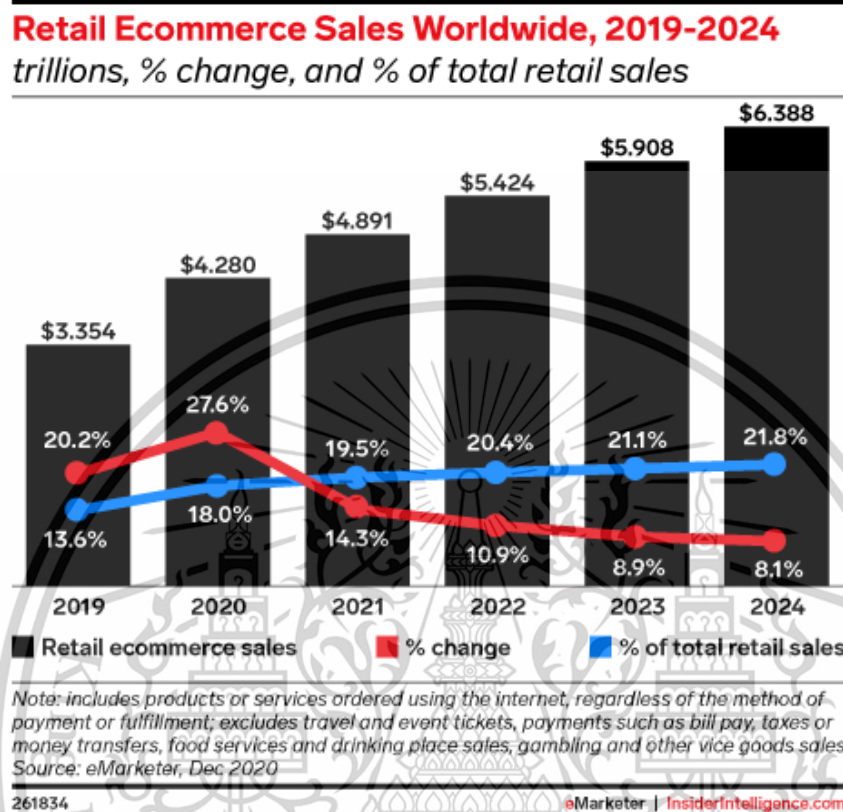 Retail Ecommerce Sales Worldwide, 2019-2024
trillions, % change, and % of total retail sales
$6.388
$5.908
$5.424
$4.891
$4.280
$3.354
27.6%
20.2%
19.5%
20.4%
21.1%
21.8%
13.6%
18.0%
14.3%
10.9%
8.9%
8.1%
2019 2020 2021 2022 2023 2024
Retail ecommerce sales % change % of total retail sales
Note: includes products or services ordered using the internet, regardless of the method of
payment or fulfillment; excludes travel and event tickets, payments such as bill pay, taxes or
money transfers, food services and drinking place sales, gambling and other vice goods sales
Source: eMarketer, Dec 2020
261834 eMarketer | InsiderIntelligence.com